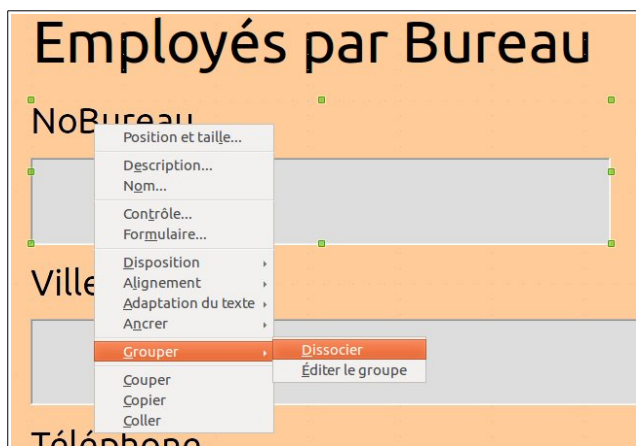 Employés par Bureau
NoBureau
Position et taille...
Description...
Nom...
Contrôle...
Formulaire...
Disposition
Ville
Alignement
Adaptation du texte
Ancrer
Grouper
Dissocier
Éditer le groupe
Couper
Copier
Coller
Téléphone